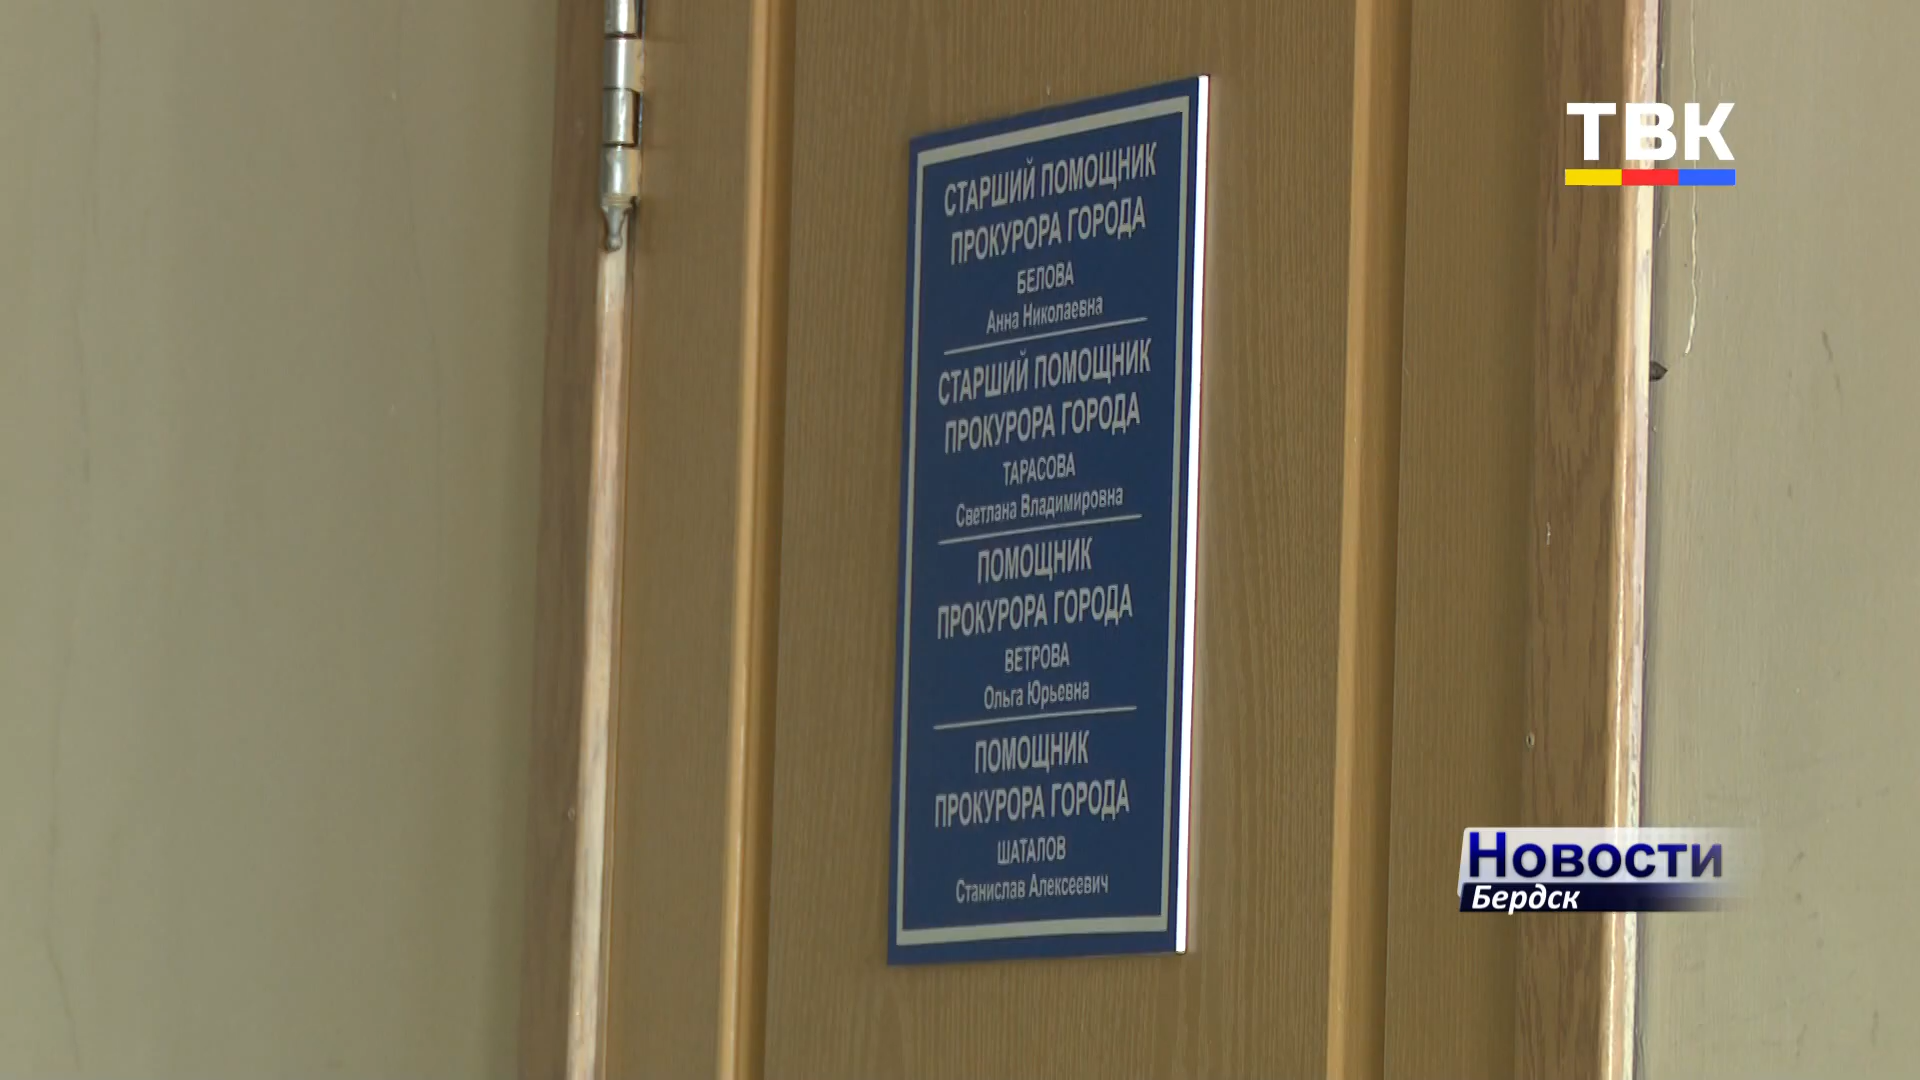 СТАРШИЙ ПОМОЩНИК
ПРОКУРОРА ГОРОДА
БЕЛОВА
Анна Николаевна
СТАРШИЙ ПОМОЩНИК
ПРОКУРОРА ГОРОДА
ТАРАСОВА
Светлана Владимировна
ПОМОЩНИК
ПРОКУРОРА ГОРОДА
ВЕТРОВА
Ольга Юрьевна
ПОМОЩНИК
ПРОКУРОРА ГОРОДА
ШАТАЛОВ
Станислав Алексеевич
ТВК
Новости
Бердск